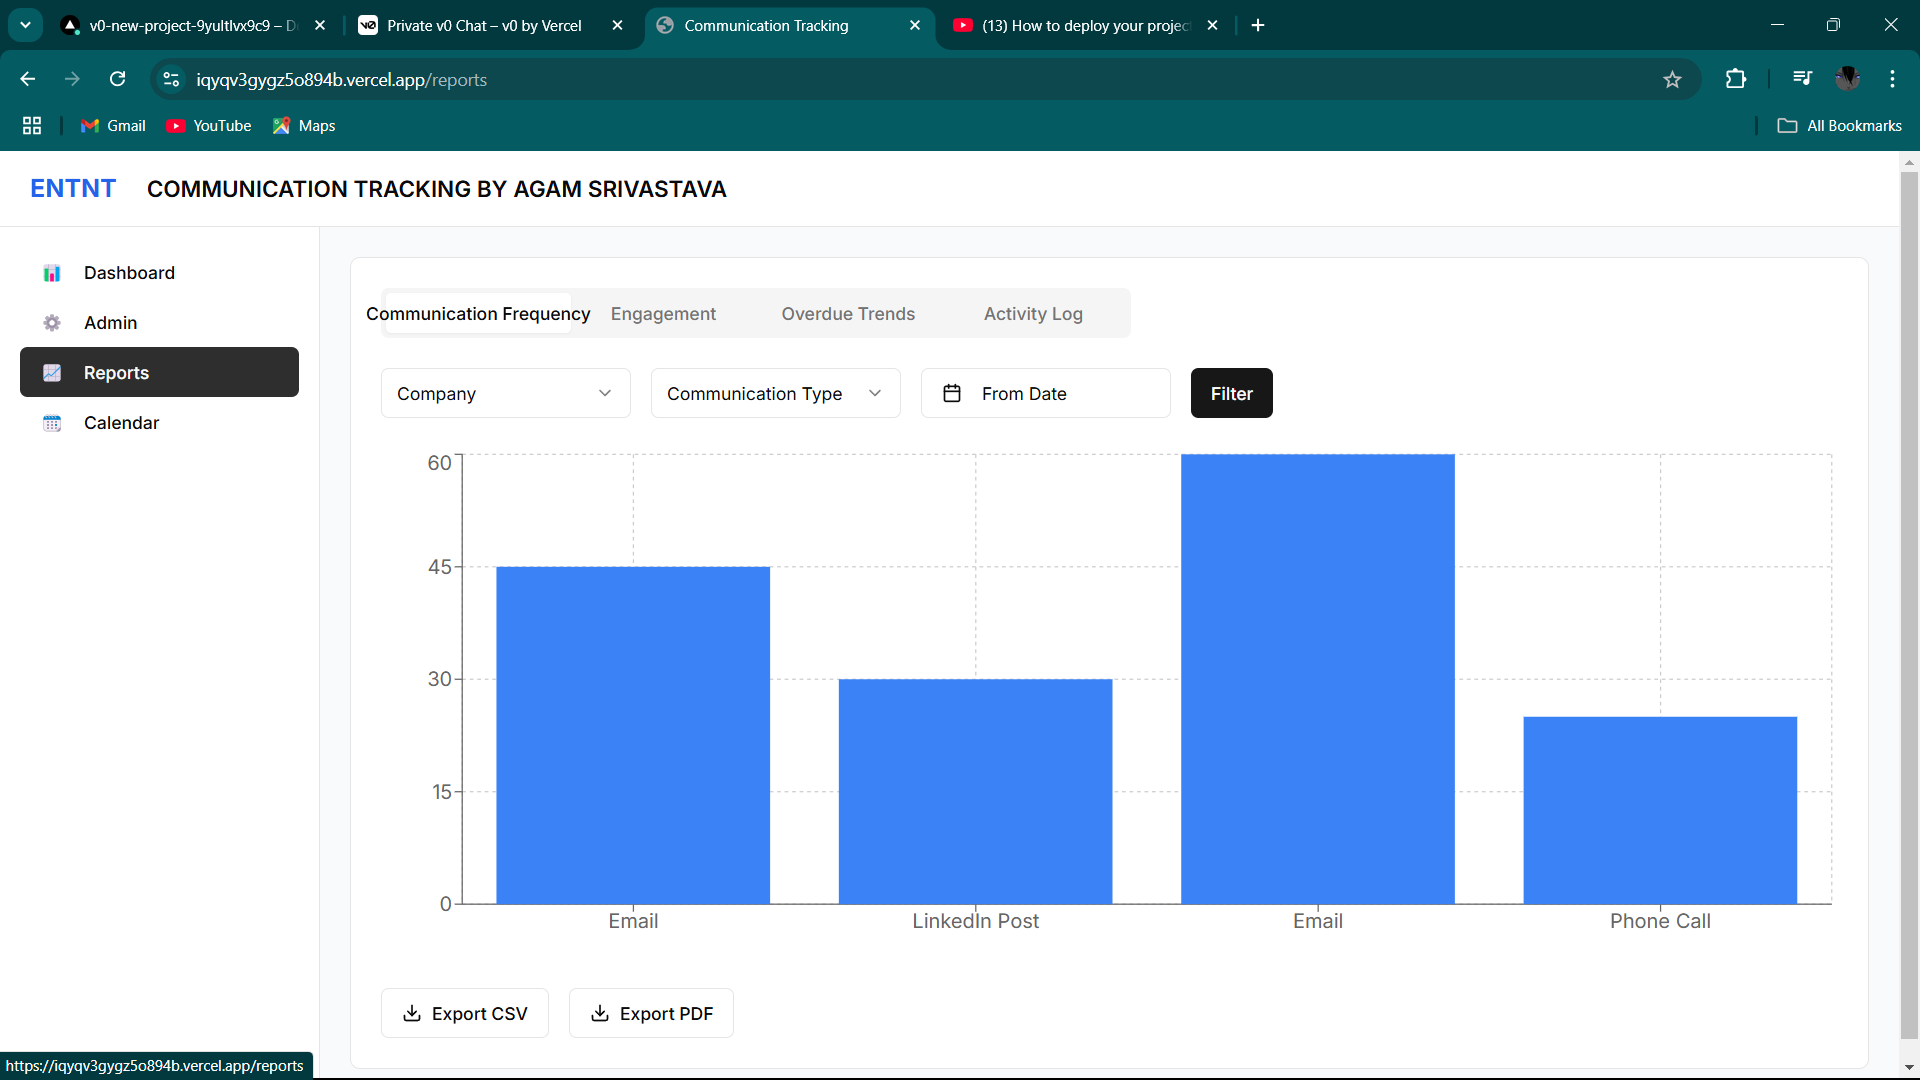 v0-new-project-9yultlvx9c9 – D
Private v0 Chat – v0 by Vercel
Communication Tracking
(13) How to deploy your projec
iqyqv3gygz5o894b.vercel.app/reports
Gmail
YouTube
Maps
All Bookmarks
ENTNT COMMUNICATION TRACKING BY AGAM SRIVASTAVA
Dashboard
Admin
Reports
Calendar
Communication Frequency Engagement Overdue Trends Activity Log
Company Communication Type From Date Filter
60
45
30
15
0
Email LinkedIn Post Email Phone Call
Export CSV Export PDF
https://iqyqv3gygz5o894b.vercel.app/reports